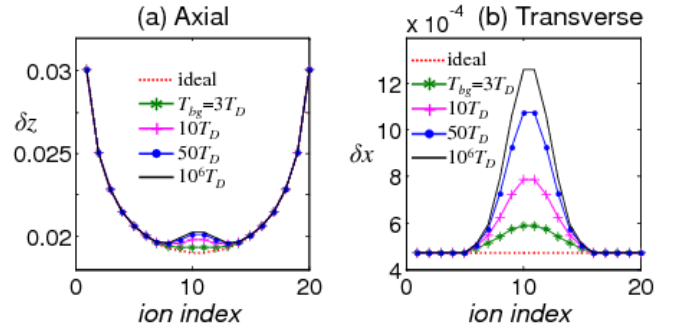 (a) Axial
0.03
0.025
0.02
δz
ideal
T_bg=3T_D
10T_D
50T_D
10^6T_D
0
10
20
ion index
(b) Transverse
x 10^-4
12
10
8
6
4
δx
ideal
T_bg=3T_D
10T_D
50T_D
10^6T_D
0
10
20
ion index